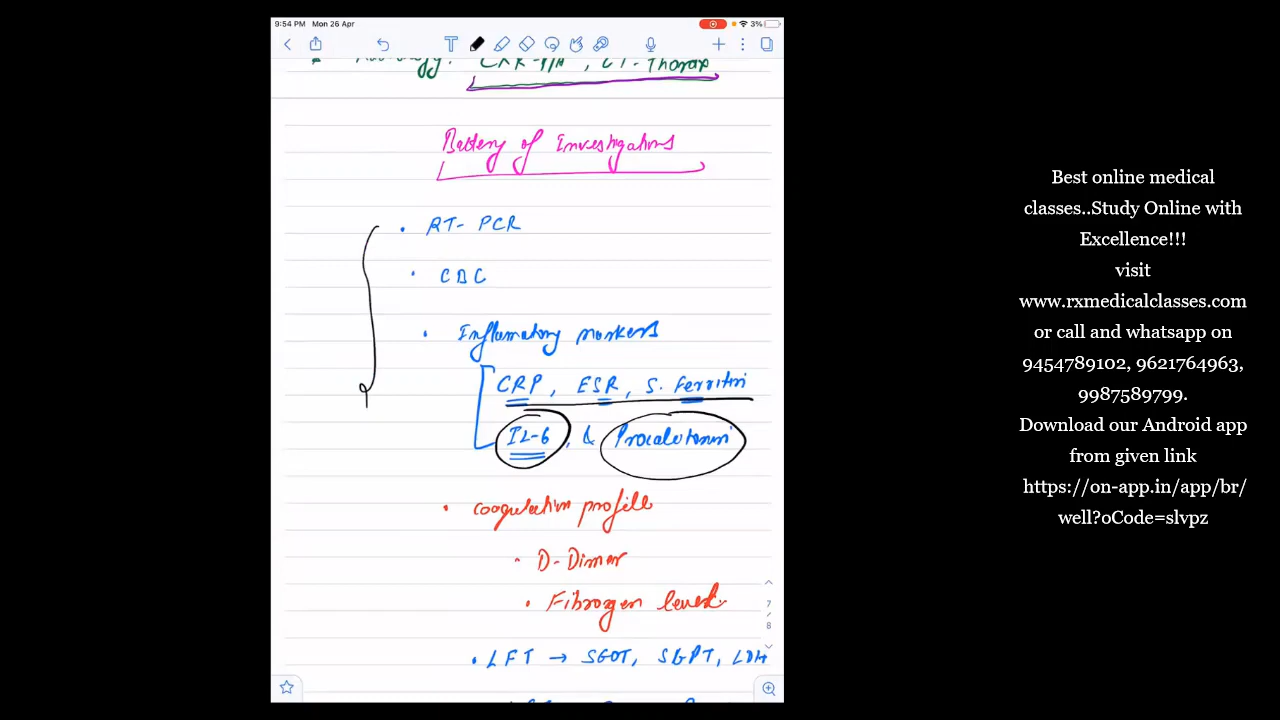 9:54 PM Mon 26 Apr
3%
CXR-P/A, CT-Thorax
Battery of Investigations
• RT-PCR
• CBC
• Inflamatory markers
CRP, ESR, S. Ferritin
IL-6, & Procalcitonin
• coagulation profile
• D-Dimer
• Fibrogen level
7
/
8
• LFT → SGOT, SGPT, LDH
Best online medical
classes..Study Online with
Excellence!!!
visit
www.rxmedicalclasses.com
or call and whatsapp on
9454789102, 9621764963,
9987589799.
Download our Android app
from given link
https://on-app.in/app/br/
well?oCode=slvpz